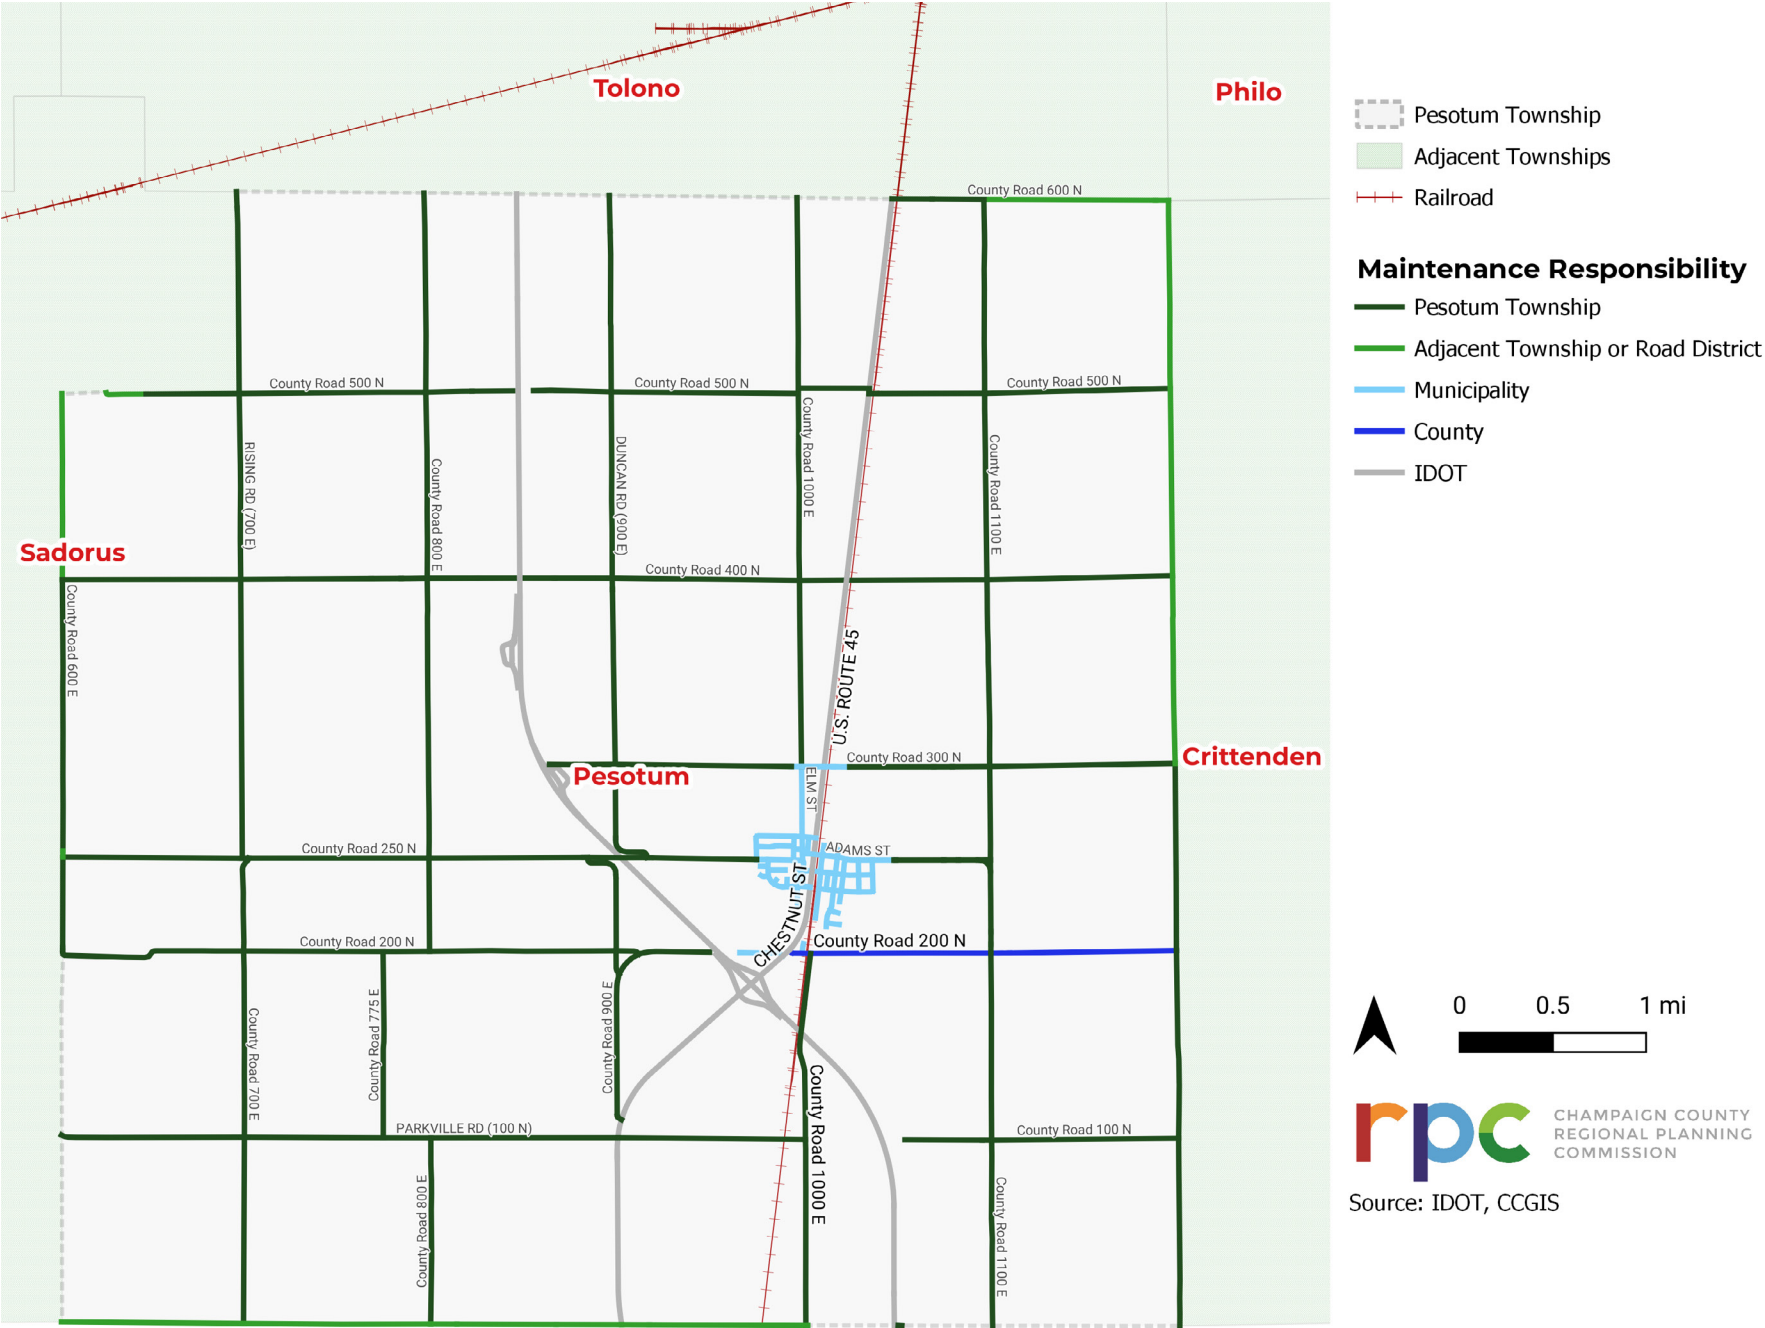 Tolono
Philo
County Road 600 N
County Road 500 N
County Road 500 N
County Road 500 N
RISING RD (700 E)
County Road 800 E
DUNCAN RD (900 E)
County Road 1000 E
County Road 1100 E
Sadorus
County Road 400 N
County Road 600 E
U.S. ROUTE 45
County Road 300 N
Crittenden
Pesotum
ELM ST
County Road 250 N
ADAMS ST
CHESTNUT ST
County Road 200 N
County Road 200 N
County Road 700 E
County Road 775 E
County Road 900 E
County Road 1000 E
PARKVILLE RD (100 N)
County Road 100 N
County Road 800 E
County Road 1100 E
Pesotum Township
Adjacent Townships
Railroad
Maintenance Responsibility
Pesotum Township
Adjacent Township or Road District
Municipality
County
IDOT
0 0.5 1 mi
rpc
CHAMPAIGN COUNTY
REGIONAL PLANNING
COMMISSION
Source: IDOT, CCGIS